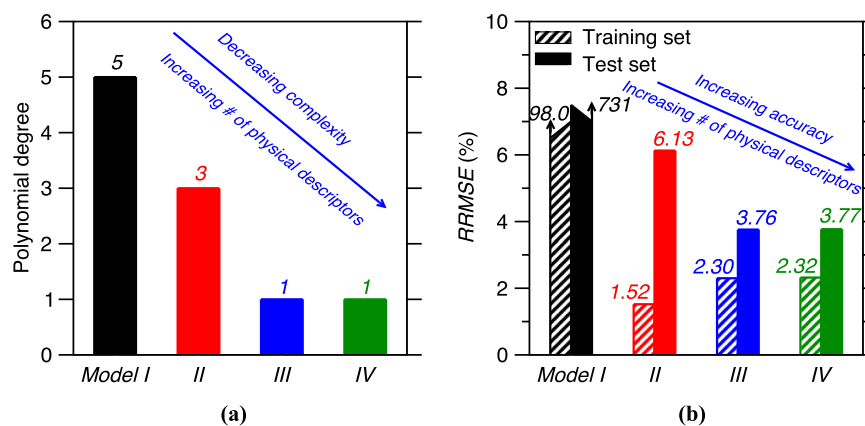 6
5
4
3
2
1
0
Polynomial degree
5
3
1
1
Decreasing complexity
Increasing # of physical descriptors
Model I
II
III
IV
(a)
10
8
6
4
2
0
RRMSE (%)
Training set
Test set
98.0
731
1.52
6.13
2.30
3.76
2.32
3.77
Increasing accuracy
Increasing # of physical descriptors
Model I
II
III
IV
(b)